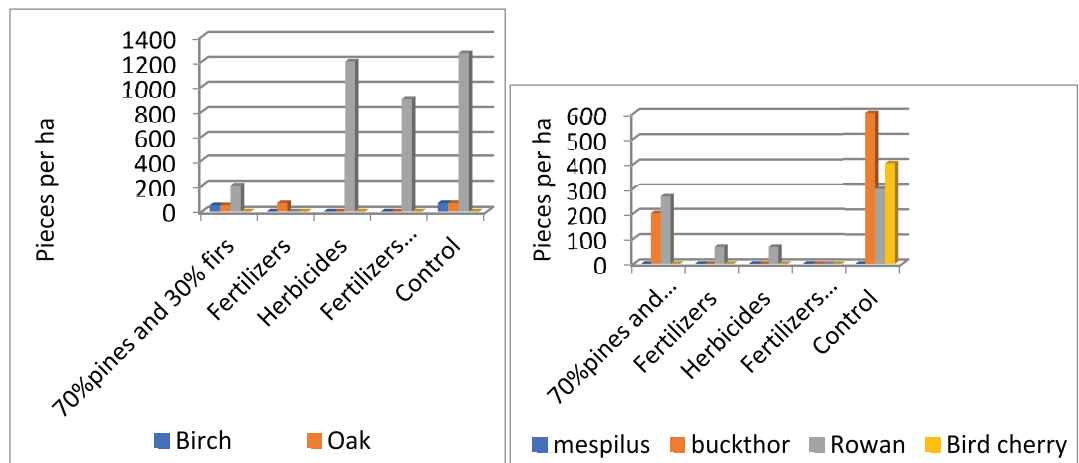 Pieces per ha
1400
1200
1000
800
600
400
200
0
70%pines and 30% firs
Fertilizers
Herbicides
Fertilizers...
Control
Birch
Oak
Pieces per ha
600
500
400
300
200
100
0
70%pines and...
Fertilizers
Herbicides
Fertilizers...
Control
mespilus
buckthor
Rowan
Bird cherry